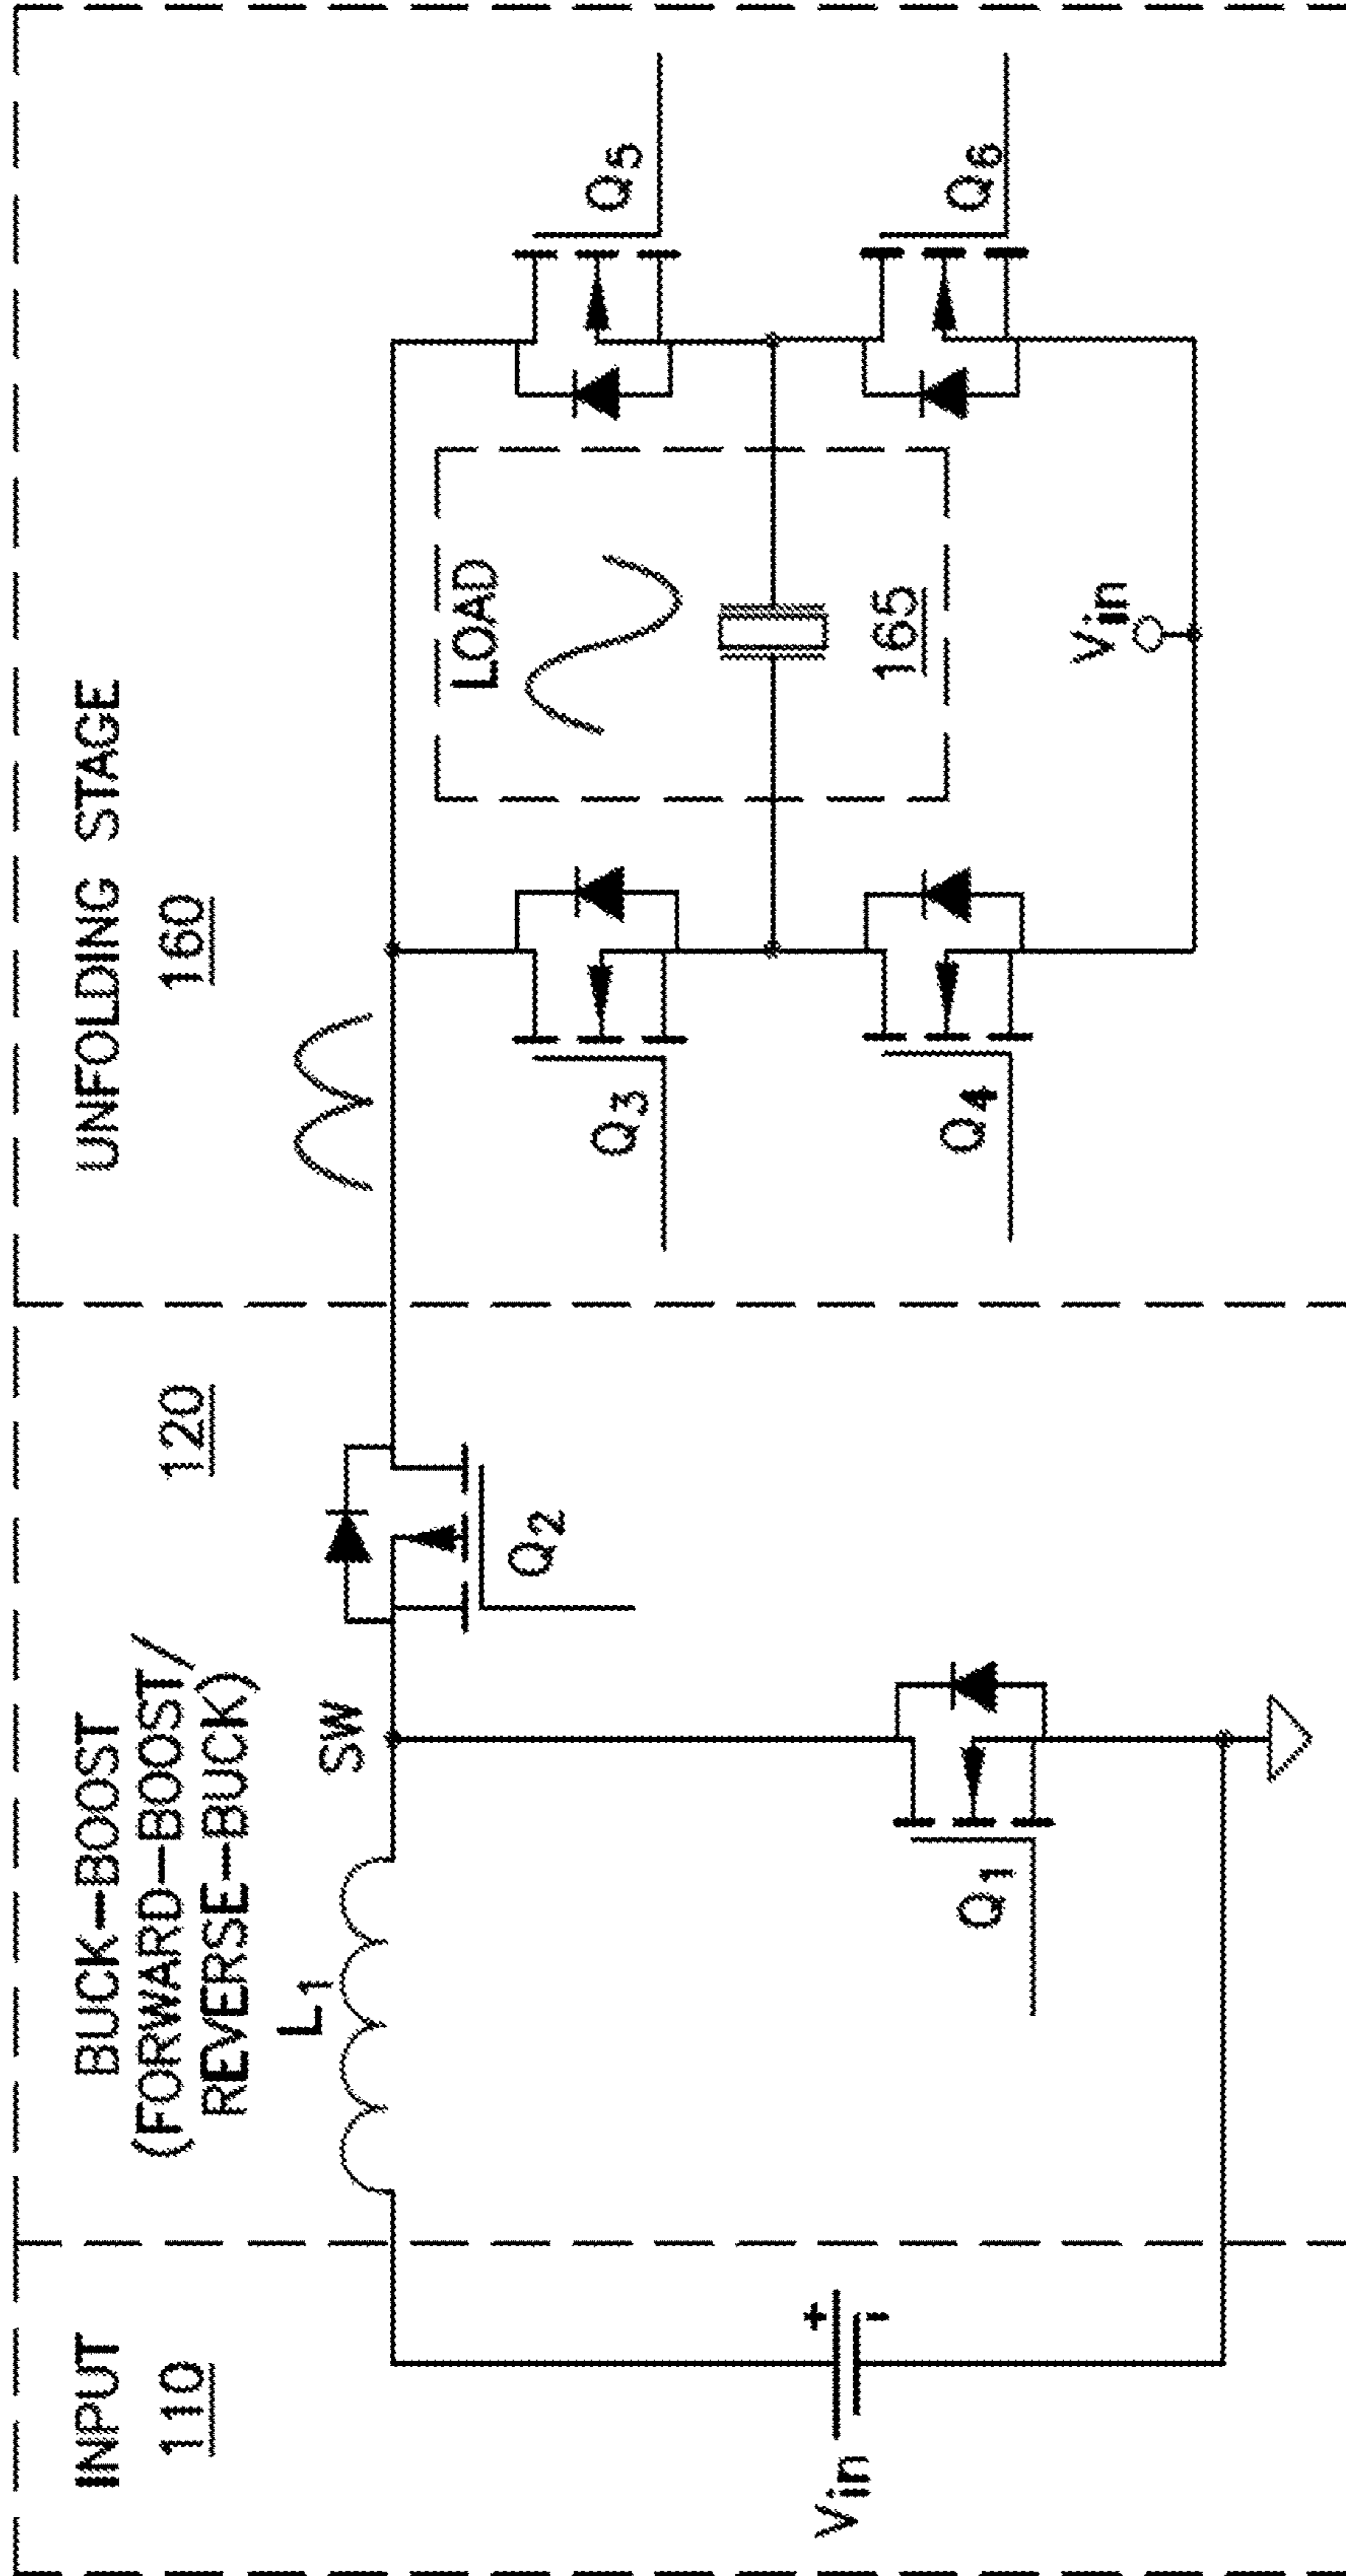 INPUT
110
BUCK-BOOST
(FORWARD-BOOST/
REVERSE-BUCK)
120
UNFOLDING STAGE
160
Vin
+
-
L1
SW
Q1
Q2
Q3
Q4
LOAD
165
Vin
Q5
Q6